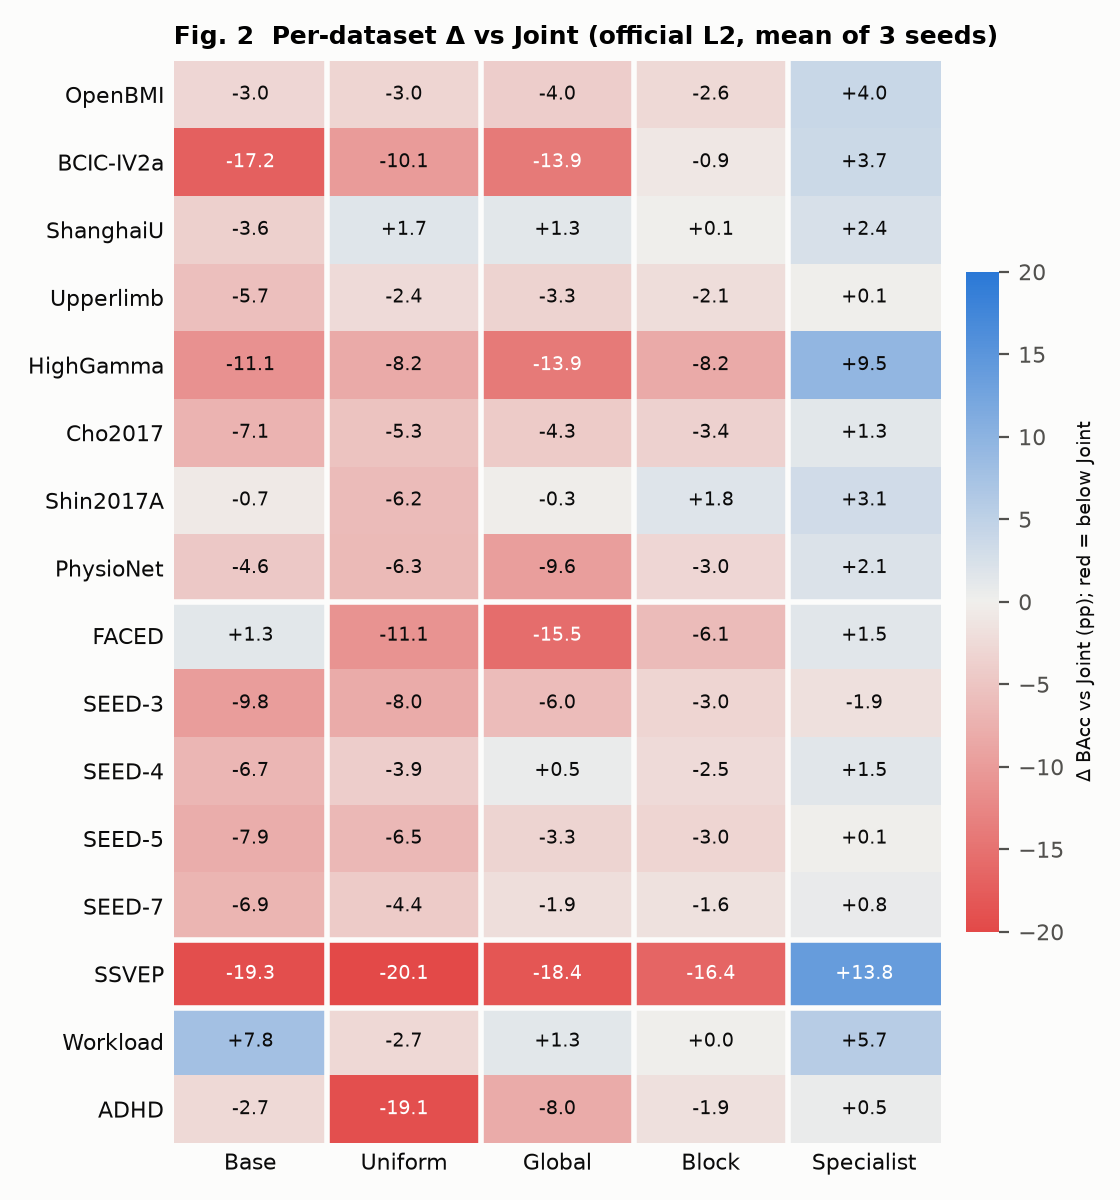 Fig. 2  Per-dataset Δ vs Joint (official L2, mean of 3 seeds)
OpenBMI -3.0 -3.0 -4.0 -2.6 +4.0
BCIC-IV2a -17.2 -10.1 -13.9 -0.9 +3.7
ShanghaiU -3.6 +1.7 +1.3 +0.1 +2.4
Upperlimb -5.7 -2.4 -3.3 -2.1 +0.1
HighGamma -11.1 -8.2 -13.9 -8.2 +9.5
Cho2017 -7.1 -5.3 -4.3 -3.4 +1.3
Shin2017A -0.7 -6.2 -0.3 +1.8 +3.1
PhysioNet -4.6 -6.3 -9.6 -3.0 +2.1
FACED +1.3 -11.1 -15.5 -6.1 +1.5
SEED-3 -9.8 -8.0 -6.0 -3.0 -1.9
SEED-4 -6.7 -3.9 +0.5 -2.5 +1.5
SEED-5 -7.9 -6.5 -3.3 -3.0 +0.1
SEED-7 -6.9 -4.4 -1.9 -1.6 +0.8
SSVEP -19.3 -20.1 -18.4 -16.4 +13.8
Workload +7.8 -2.7 +1.3 +0.0 +5.7
ADHD -2.7 -19.1 -8.0 -1.9 +0.5
Base Uniform Global Block Specialist
20
15
10
5
0
−5
−10
−15
−20
Δ BAcc vs Joint (pp); red = below Joint